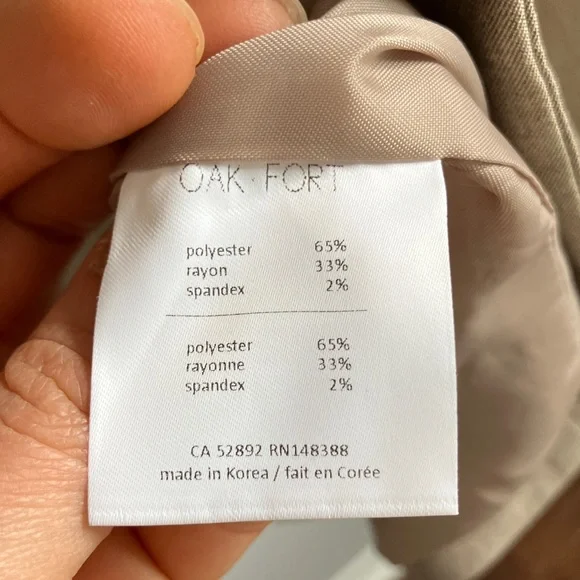 OAK · FORT
polyester 65%
rayon 33%
spandex 2%
polyester 65%
rayonne 33%
spandex 2%
CA 52892 RN148388
made in Korea / fait en Corée